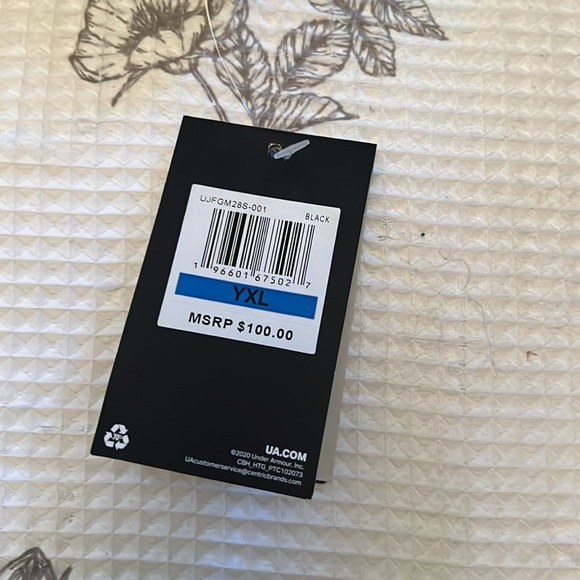 UJFGM28S-001
BLACK
1 96601 67502 7
YXL
MSRP $100.00
UA.COM
©2020 Under Armour, Inc.
CBH_HTG_PTC102073
UAcustomerservice@centricbrands.com